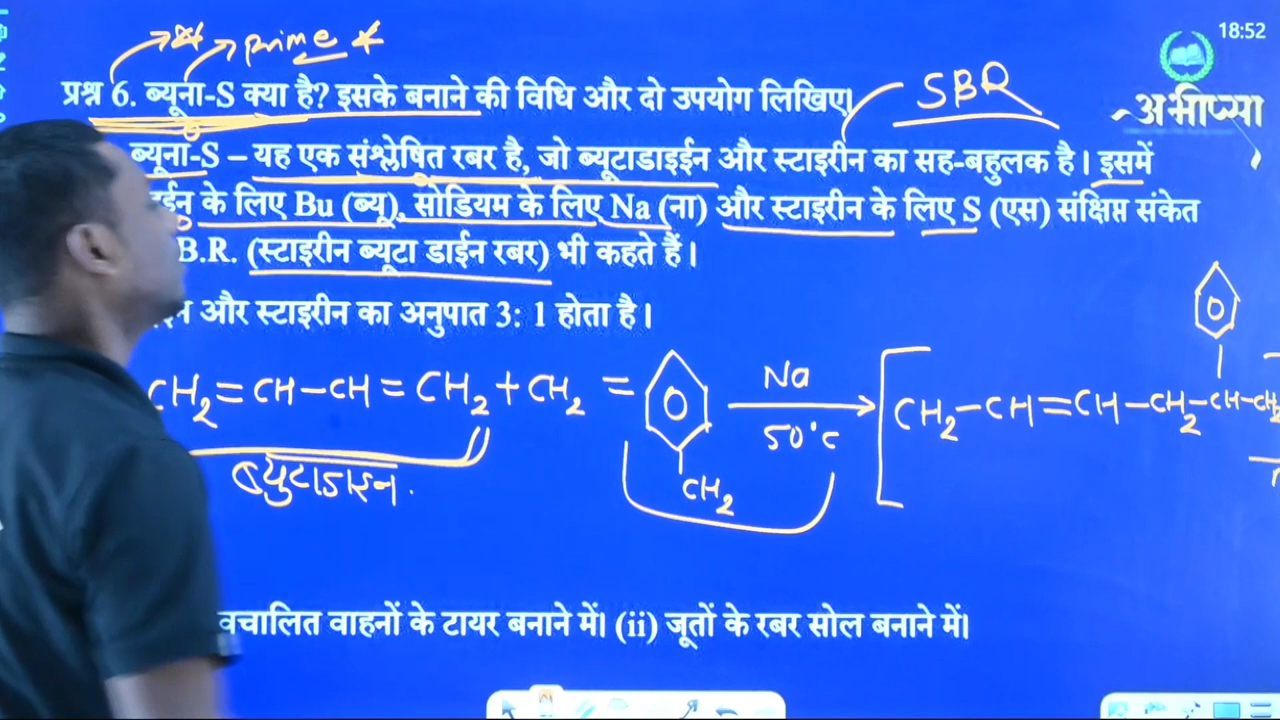 18:52
prime
प्रश्न 6. ब्यूना-S क्या है? इसके बनाने की विधि और दो उपयोग लिखिए।
SBR
अभीप्सा
ब्यूना-S – यह एक संश्लेषित रबर है, जो ब्यूटाडाइईन और स्टाइरीन का सह-बहुलक है। इसमें
के लिए Bu (ब्यू), सोडियम के लिए Na (ना) और स्टाइरीन के लिए S (एस) संक्षिप्त संकेत
B.R. (स्टाइरीन ब्यूटा डाईन रबर) भी कहते हैं।
और स्टाइरीन का अनुपात 3: 1 होता है।
CH₂=CH–CH=CH₂+CH₂= CH₂ Na 50°C [CH₂–CH=CH–CH₂–CH–CH₂
ब्युटाडाइन.
वचालित वाहनों के टायर बनाने में। (ii) जूतों के रबर सोल बनाने में।